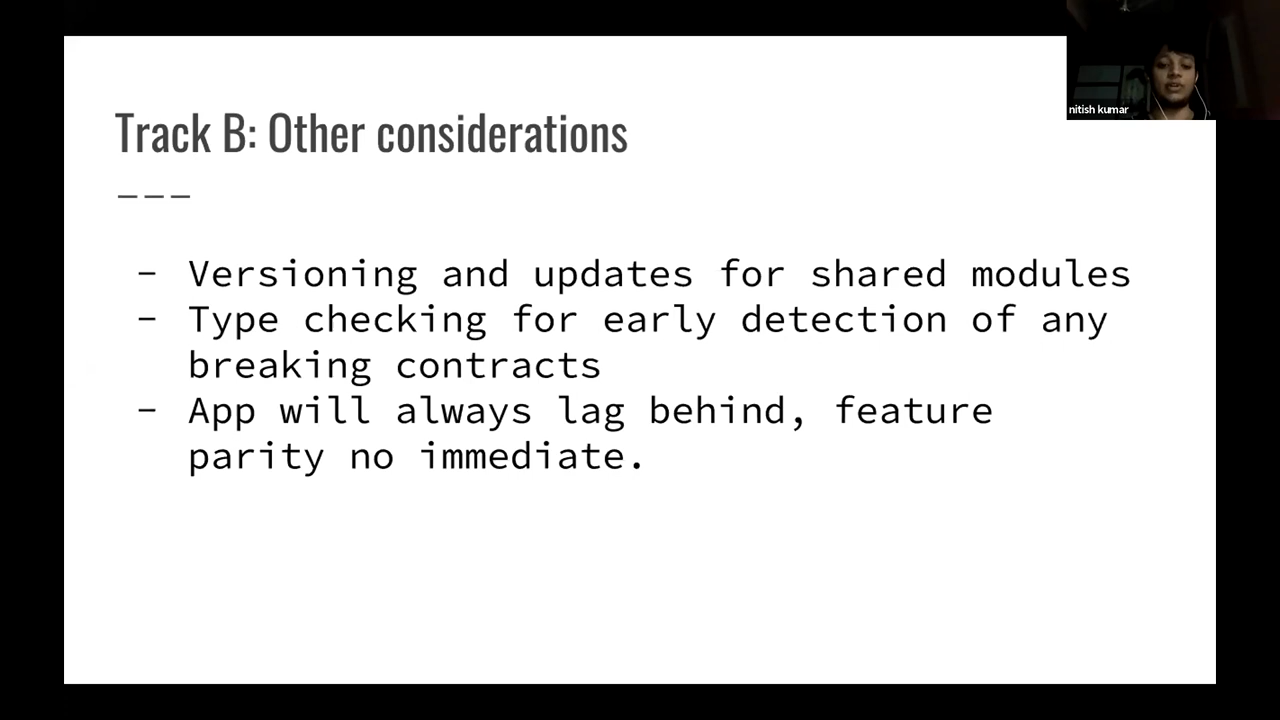 nitish kumar
Track B: Other considerations
– – –
- Versioning and updates for shared modules
- Type checking for early detection of any
breaking contracts
- App will always lag behind, feature
parity no immediate.